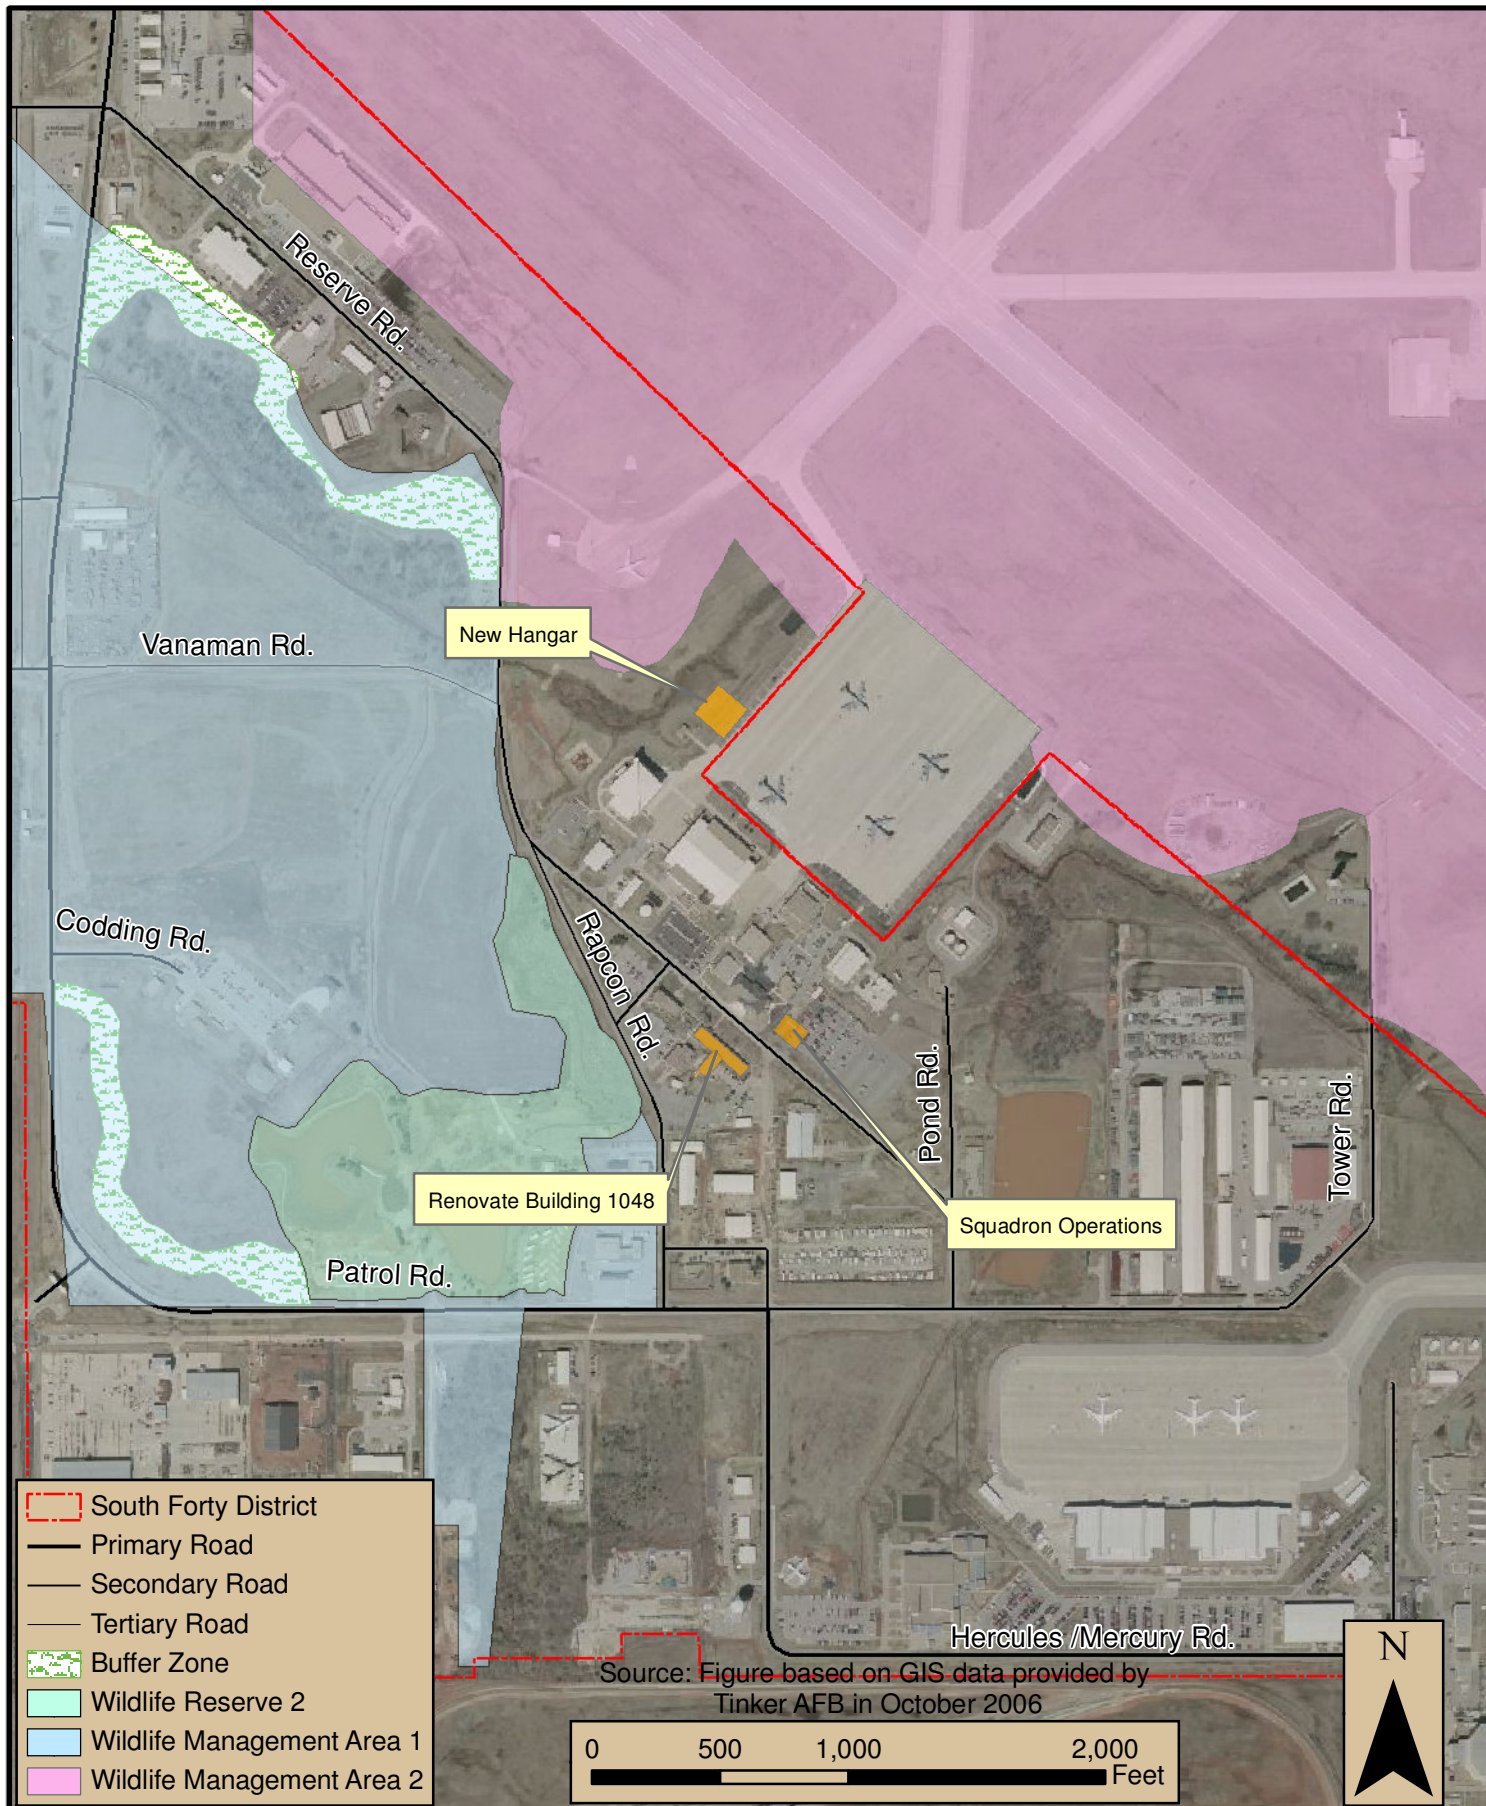 Reserve Rd.
New Hangar
Vanaman Rd.
Codding Rd.
Rapcon Rd.
Pond Rd.
Tower Rd.
Renovate Building 1048
Squadron Operations
Patrol Rd.
South Forty District
Primary Road
Secondary Road
Tertiary Road
Buffer Zone
Wildlife Reserve 2
Wildlife Management Area 1
Wildlife Management Area 2
Hercules /Mercury Rd.
Source: Figure based on GIS data provided by
Tinker AFB in October 2006
0 500 1,000 2,000
Feet
N